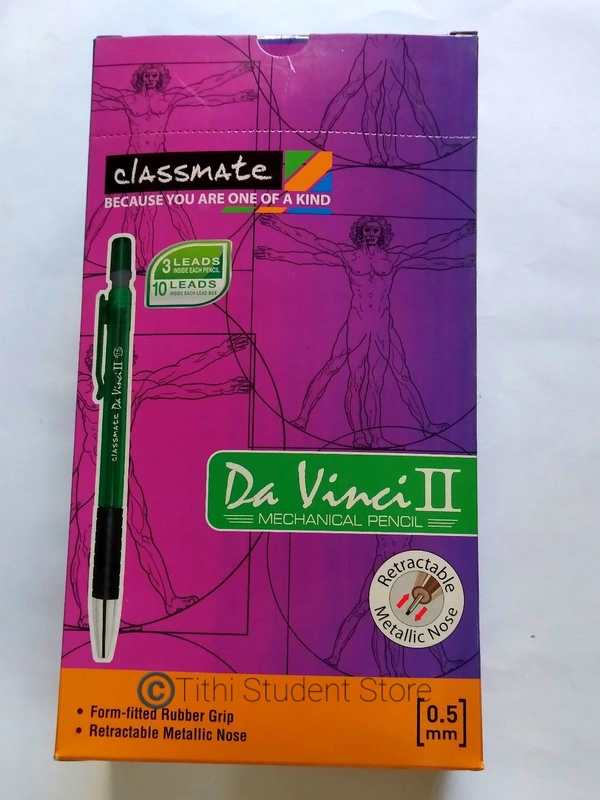 classmate
BECAUSE YOU ARE ONE OF A KIND
3 LEADS
INSIDE EACH PENCIL
10 LEADS
INSIDE EACH LEAD BOX
classmate Da Vinci II
Da Vinci II
MECHANICAL PENCIL
Retractable
Metallic Nose
©Tithi Student Store
• Form-fitted Rubber Grip
• Retractable Metallic Nose
[0.5
mm]